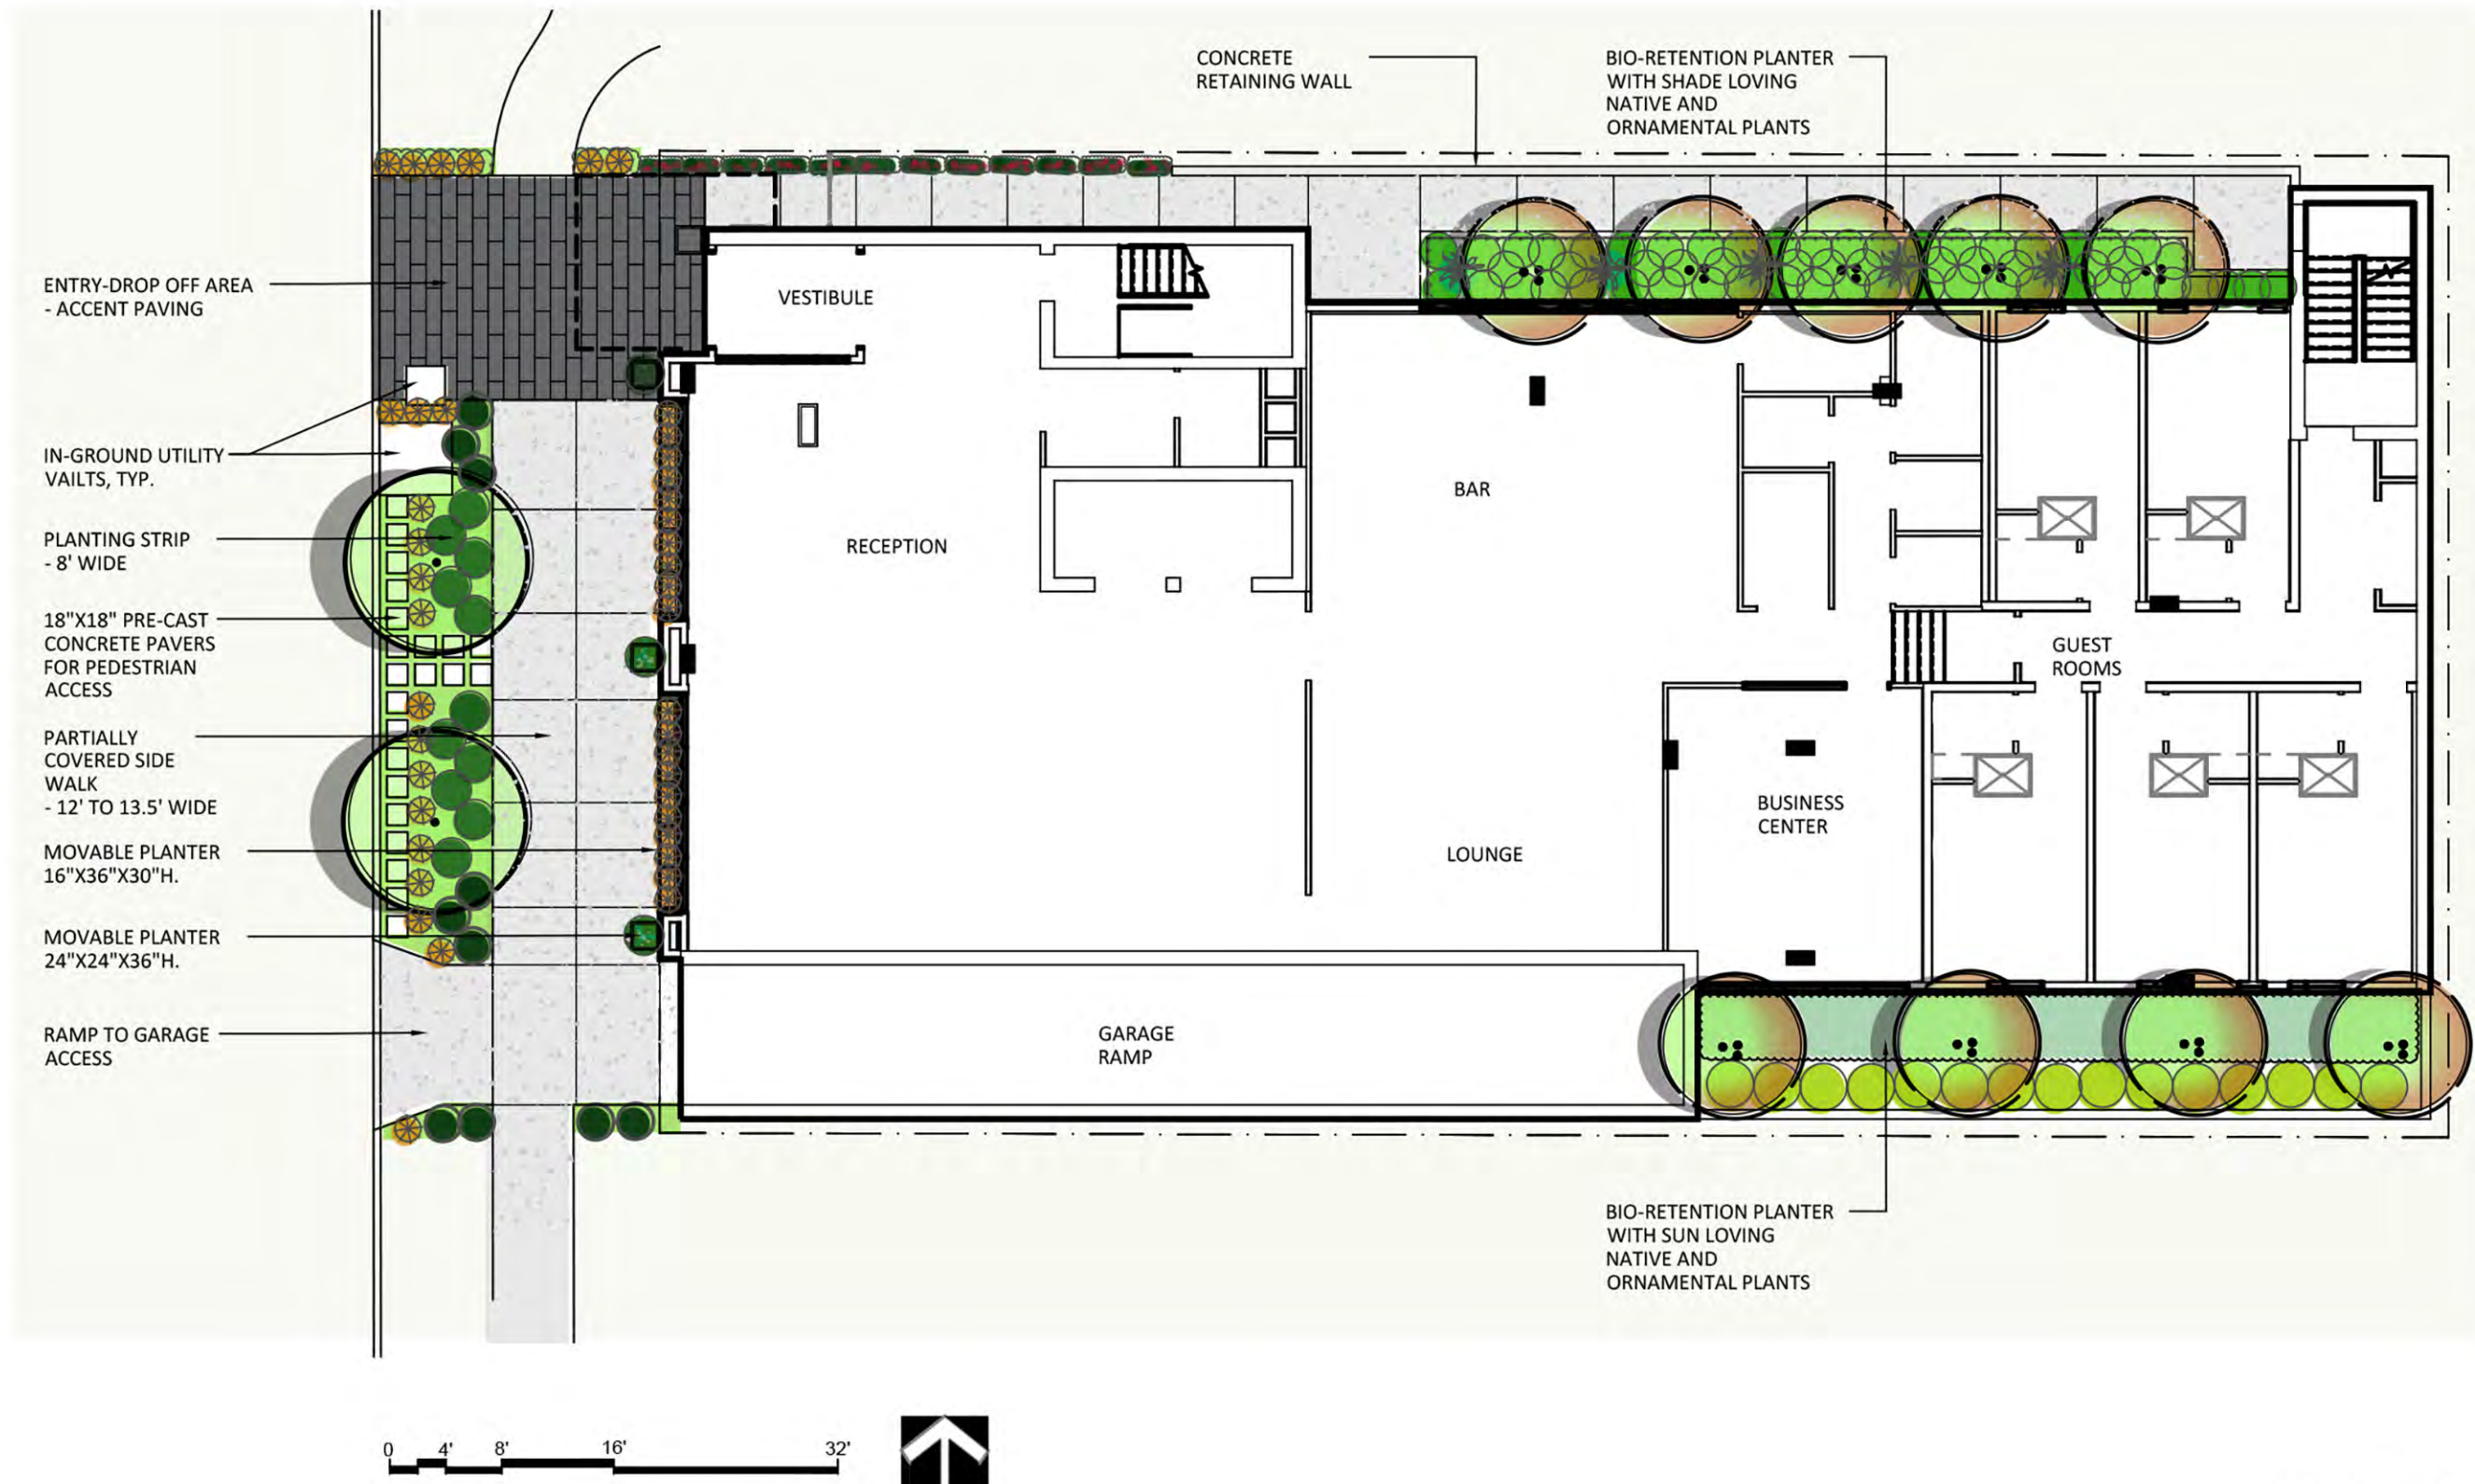 CONCRETE
RETAINING WALL
BIO-RETENTION PLANTER
WITH SHADE LOVING
NATIVE AND
ORNAMENTAL PLANTS
ENTRY-DROP OFF AREA
- ACCENT PAVING
IN-GROUND UTILITY
VAILTS, TYP.
PLANTING STRIP
- 8' WIDE
18"X18" PRE-CAST
CONCRETE PAVERS
FOR PEDESTRIAN
ACCESS
PARTIALLY
COVERED SIDE
WALK
- 12' TO 13.5' WIDE
MOVABLE PLANTER
16"X36"X30"H.
MOVABLE PLANTER
24"X24"X36"H.
RAMP TO GARAGE
ACCESS
VESTIBULE
RECEPTION
BAR
LOUNGE
GUEST
ROOMS
BUSINESS
CENTER
GARAGE
RAMP
BIO-RETENTION PLANTER
WITH SUN LOVING
NATIVE AND
ORNAMENTAL PLANTS
0 4' 8' 16' 32'